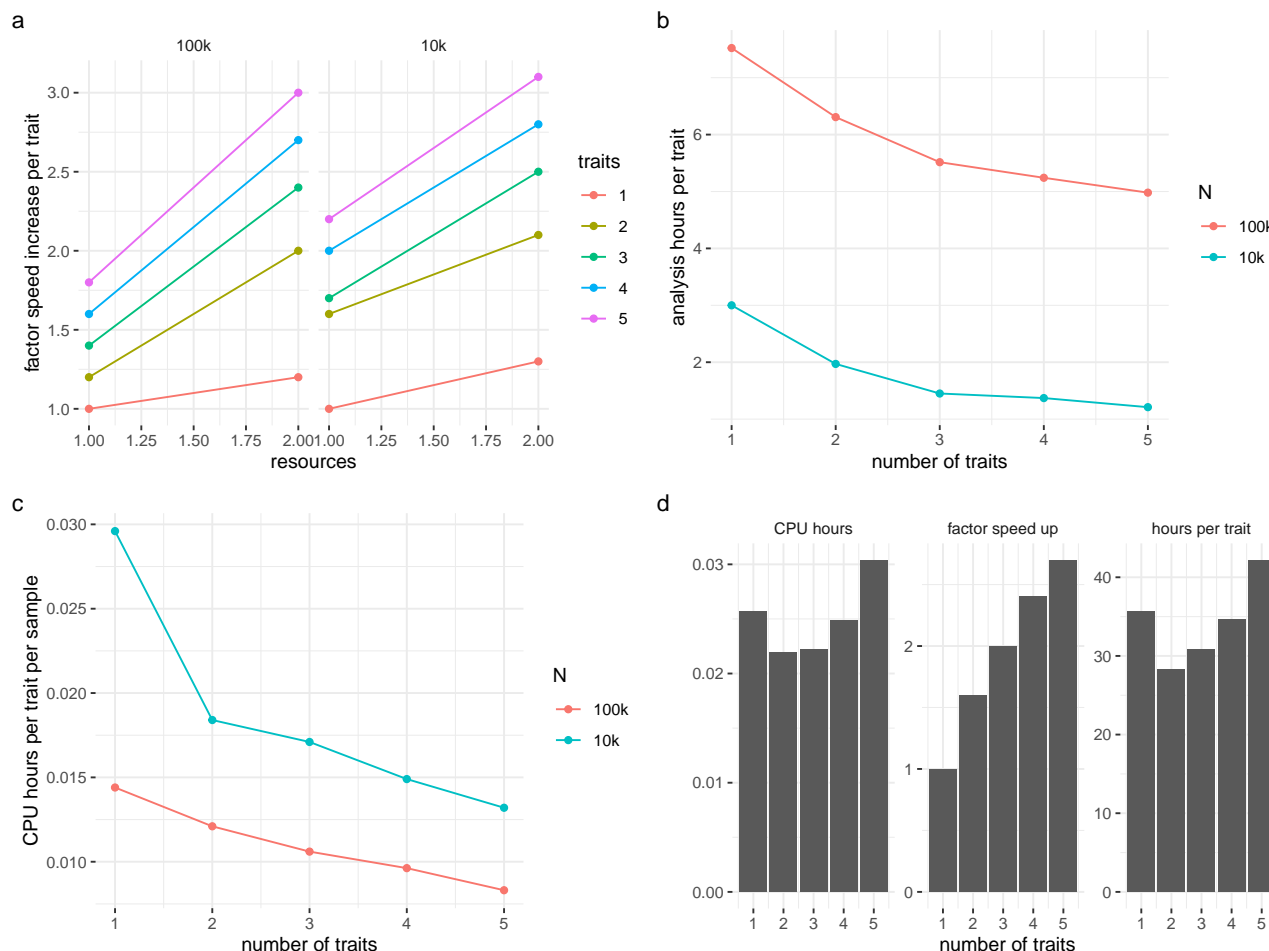 a
100k 10k
factor speed increase per trait
3.0
2.5
2.0
1.5
1.0
1.00 1.25 1.50 1.75 2.00 1.00 1.25 1.50 1.75 2.00
resources
traits
1
2
3
4
5
b
analysis hours per trait
6
4
2
1 2 3 4 5
number of traits
N
100k
10k
c
CPU hours per trait per sample
0.030
0.025
0.020
0.015
0.010
1 2 3 4 5
number of traits
N
100k
10k
d
CPU hours factor speed up hours per trait
0.03
0.02
0.01
0.00
2
1
0
40
30
20
10
0
1 2 3 4 5 1 2 3 4 5 1 2 3 4 5
number of traits